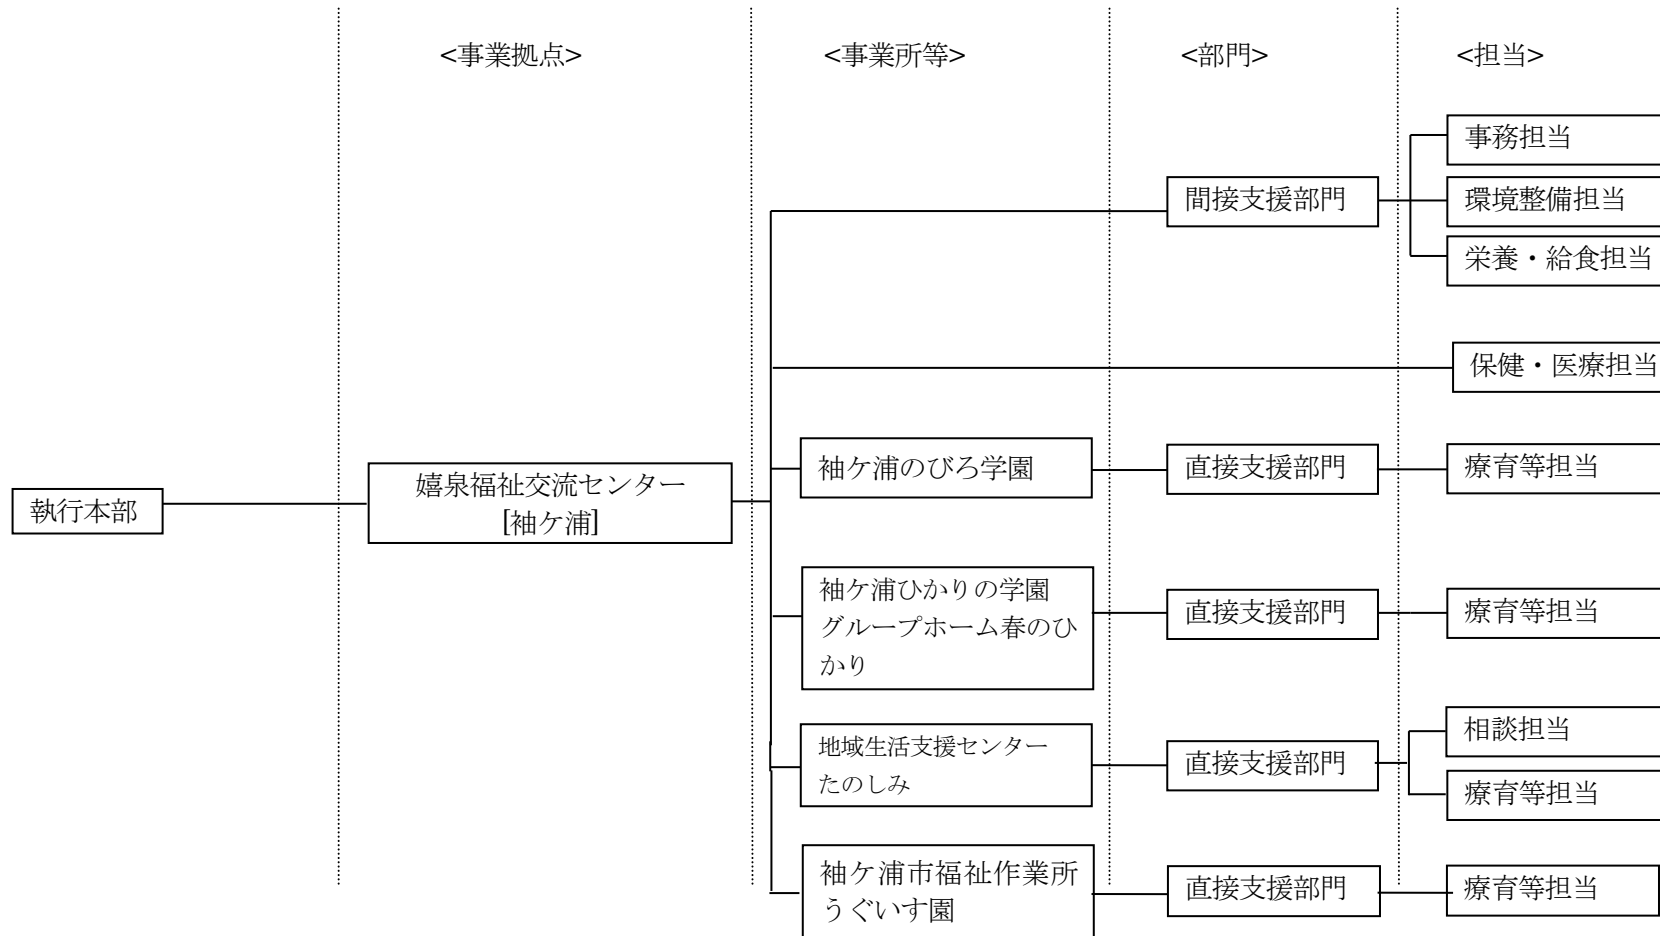 <事業拠点>
<事業所等>
<部門>
<担当>
事務担当
間接支援部門
環境整備担当
栄養・給食担当
保健・医療担当
執行本部
嬉泉福祉交流センター
[袖ケ浦]
袖ケ浦のびろ学園
直接支援部門
療育等担当
袖ケ浦ひかりの学園
グループホーム春のひ
かり
直接支援部門
療育等担当
地域生活支援センター
たのしみ
直接支援部門
相談担当
療育等担当
袖ケ浦市福祉作業所
うぐいす園
直接支援部門
療育等担当